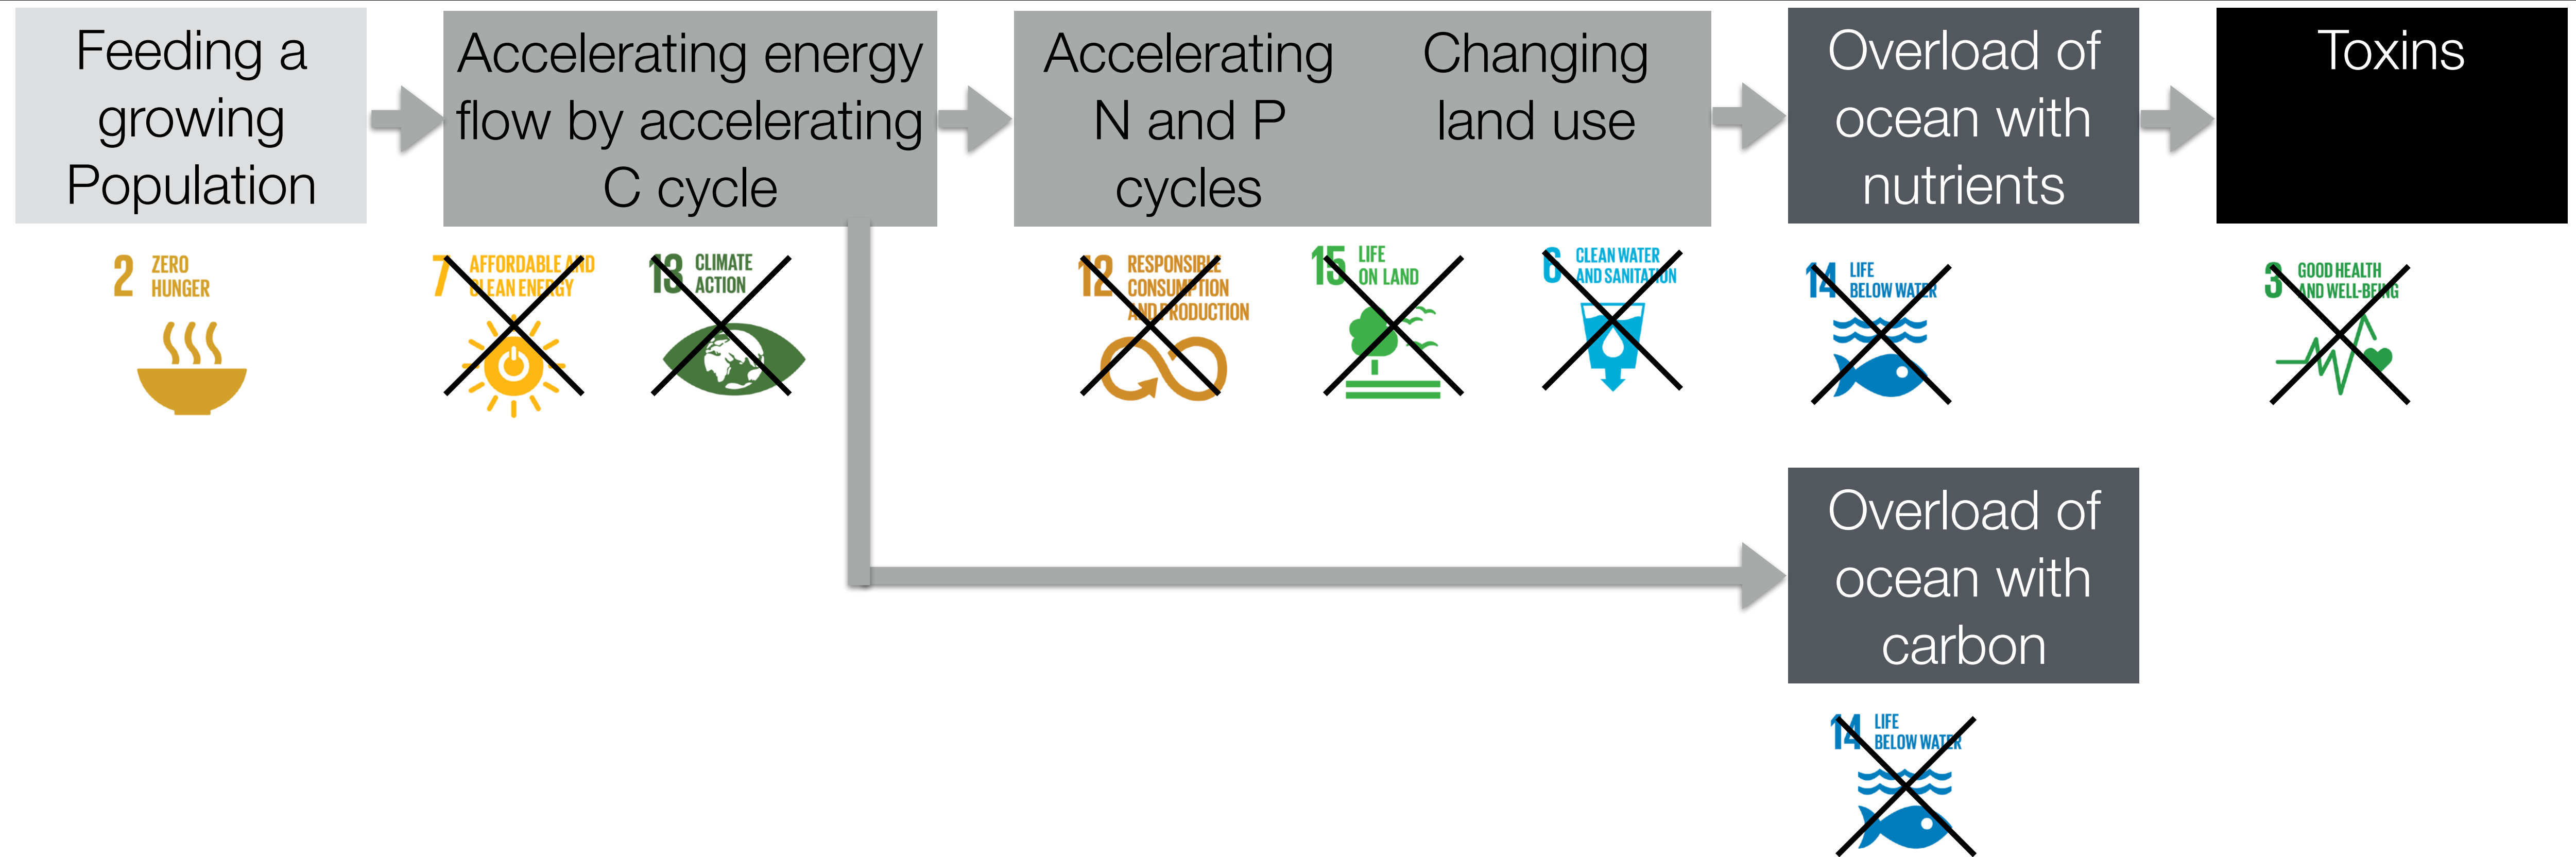 Feeding a
growing
Population
Accelerating energy
flow by accelerating
C cycle
Accelerating
N and P
cycles
Changing
land use
Overload of
ocean with
nutrients
Toxins
2 ZERO
HUNGER
7 AFFORDABLE AND
CLEAN ENERGY
13 CLIMATE
ACTION
12 RESPONSIBLE
CONSUMPTION
AND PRODUCTION
15 LIFE
ON LAND
6 CLEAN WATER
AND SANITATION
14 LIFE
BELOW WATER
3 GOOD HEALTH
AND WELL-BEING
Overload of
ocean with
carbon
14 LIFE
BELOW WATER